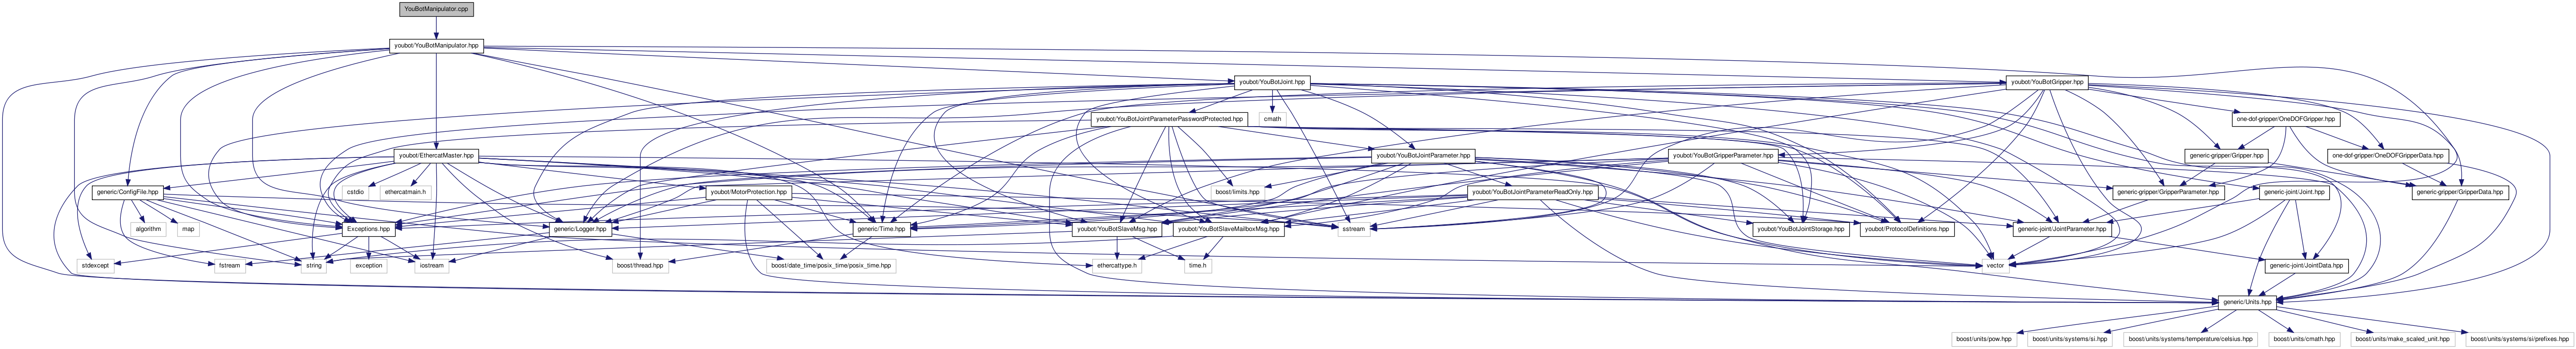 YouBotManipulator.cpp
youbot/YouBotManipulator.hpp
youbot/YouBotJoint.hpp
youbot/YouBotGripper.hpp
youbot/YouBotJointParameterPasswordProtected.hpp
cmath
one-dof-gripper/OneDOFGripper.hpp
youbot/EthercatMaster.hpp
youbot/YouBotJointParameter.hpp
youbot/YouBotGripperParameter.hpp
generic-gripper/Gripper.hpp
one-dof-gripper/OneDOFGripperData.hpp
generic/ConfigFile.hpp
cstdio
ethercatmain.h
youbot/MotorProtection.hpp
boost/limits.hpp
youbot/YouBotJointParameterReadOnly.hpp
generic-gripper/GripperParameter.hpp
generic-joint/Joint.hpp
generic-gripper/GripperData.hpp
algorithm
map
Exceptions.hpp
generic/Logger.hpp
generic/Time.hpp
youbot/YouBotSlaveMsg.hpp
youbot/YouBotSlaveMailboxMsg.hpp
sstream
youbot/YouBotJointStorage.hpp
youbot/ProtocolDefinitions.hpp
generic-joint/JointParameter.hpp
stdexcept
fstream
string
exception
iostream
boost/thread.hpp
boost/date_time/posix_time/posix_time.hpp
ethercattype.h
time.h
vector
generic-joint/JointData.hpp
generic/Units.hpp
boost/units/pow.hpp
boost/units/systems/si.hpp
boost/units/systems/temperature/celsius.hpp
boost/units/cmath.hpp
boost/units/make_scaled_unit.hpp
boost/units/systems/si/prefixes.hpp